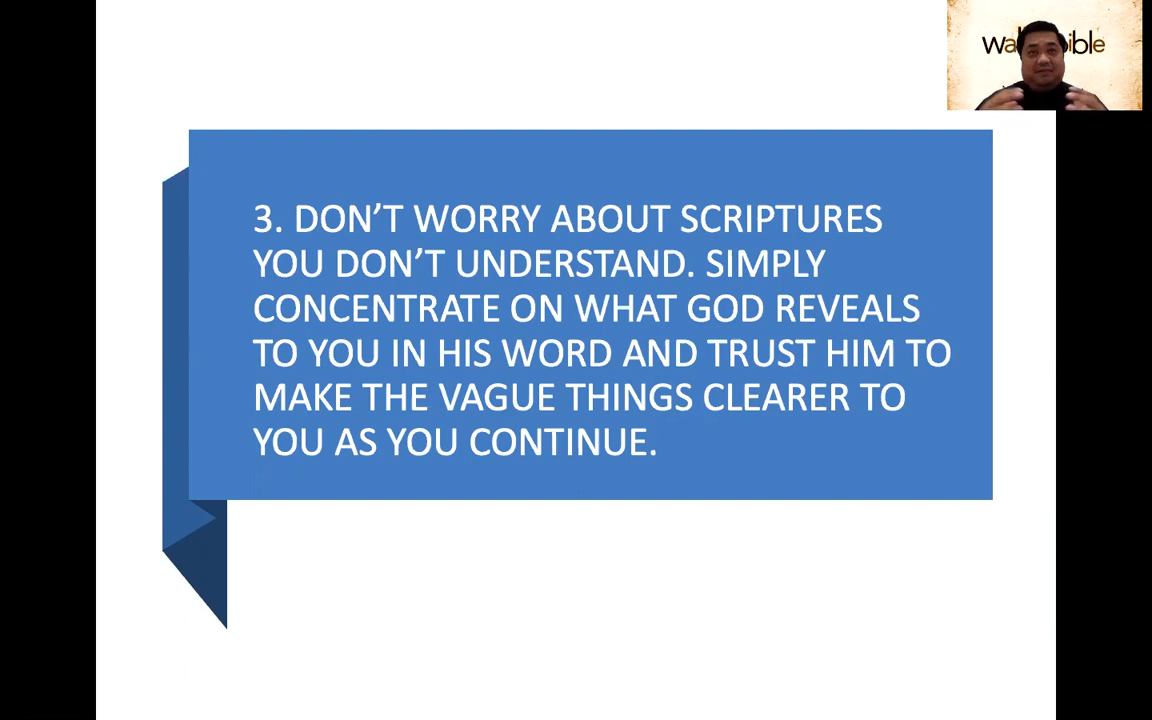 3. DON’T WORRY ABOUT SCRIPTURES
YOU DON’T UNDERSTAND. SIMPLY
CONCENTRATE ON WHAT GOD REVEALS
TO YOU IN HIS WORD AND TRUST HIM TO
MAKE THE VAGUE THINGS CLEARER TO
YOU AS YOU CONTINUE.